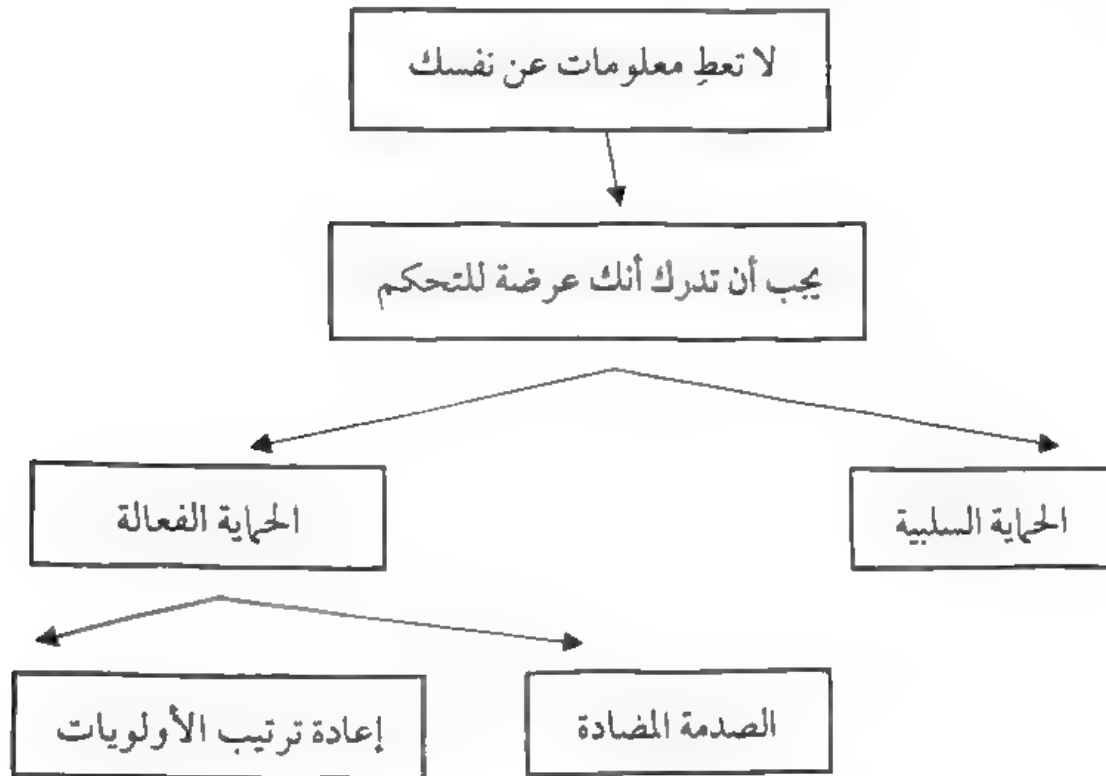 لا تعطِ معلومات عن نفسك
يجب أن تدرك أنك عرضة للتحكم
الحماية السلبية
الحماية الفعالة
الصدمة المضادة
إعادة ترتيب الأولويات